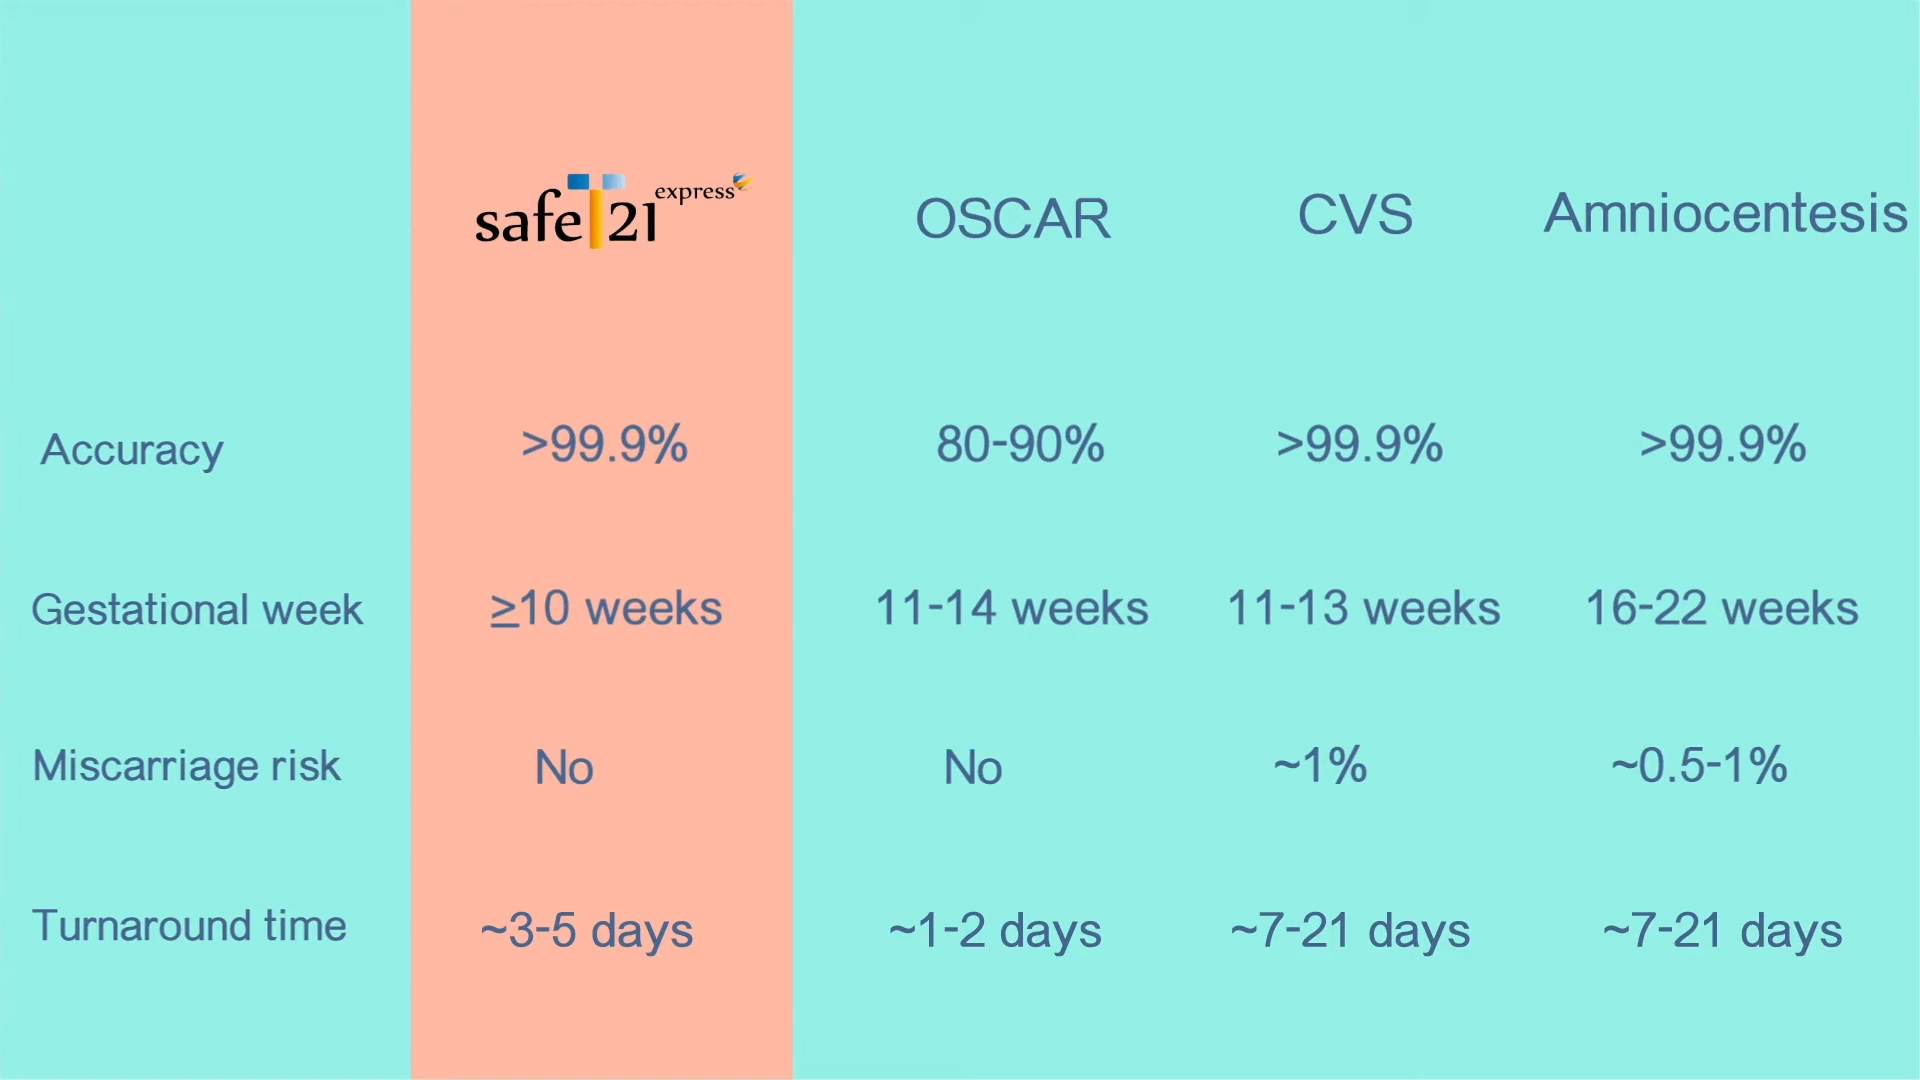 safeT21 express
OSCAR CVS Amniocentesis
Accuracy >99.9% 80-90% >99.9% >99.9%
Gestational week ≥10 weeks 11-14 weeks 11-13 weeks 16-22 weeks
Miscarriage risk No No ~1% ~0.5-1%
Turnaround time ~3-5 days ~1-2 days ~7-21 days ~7-21 days